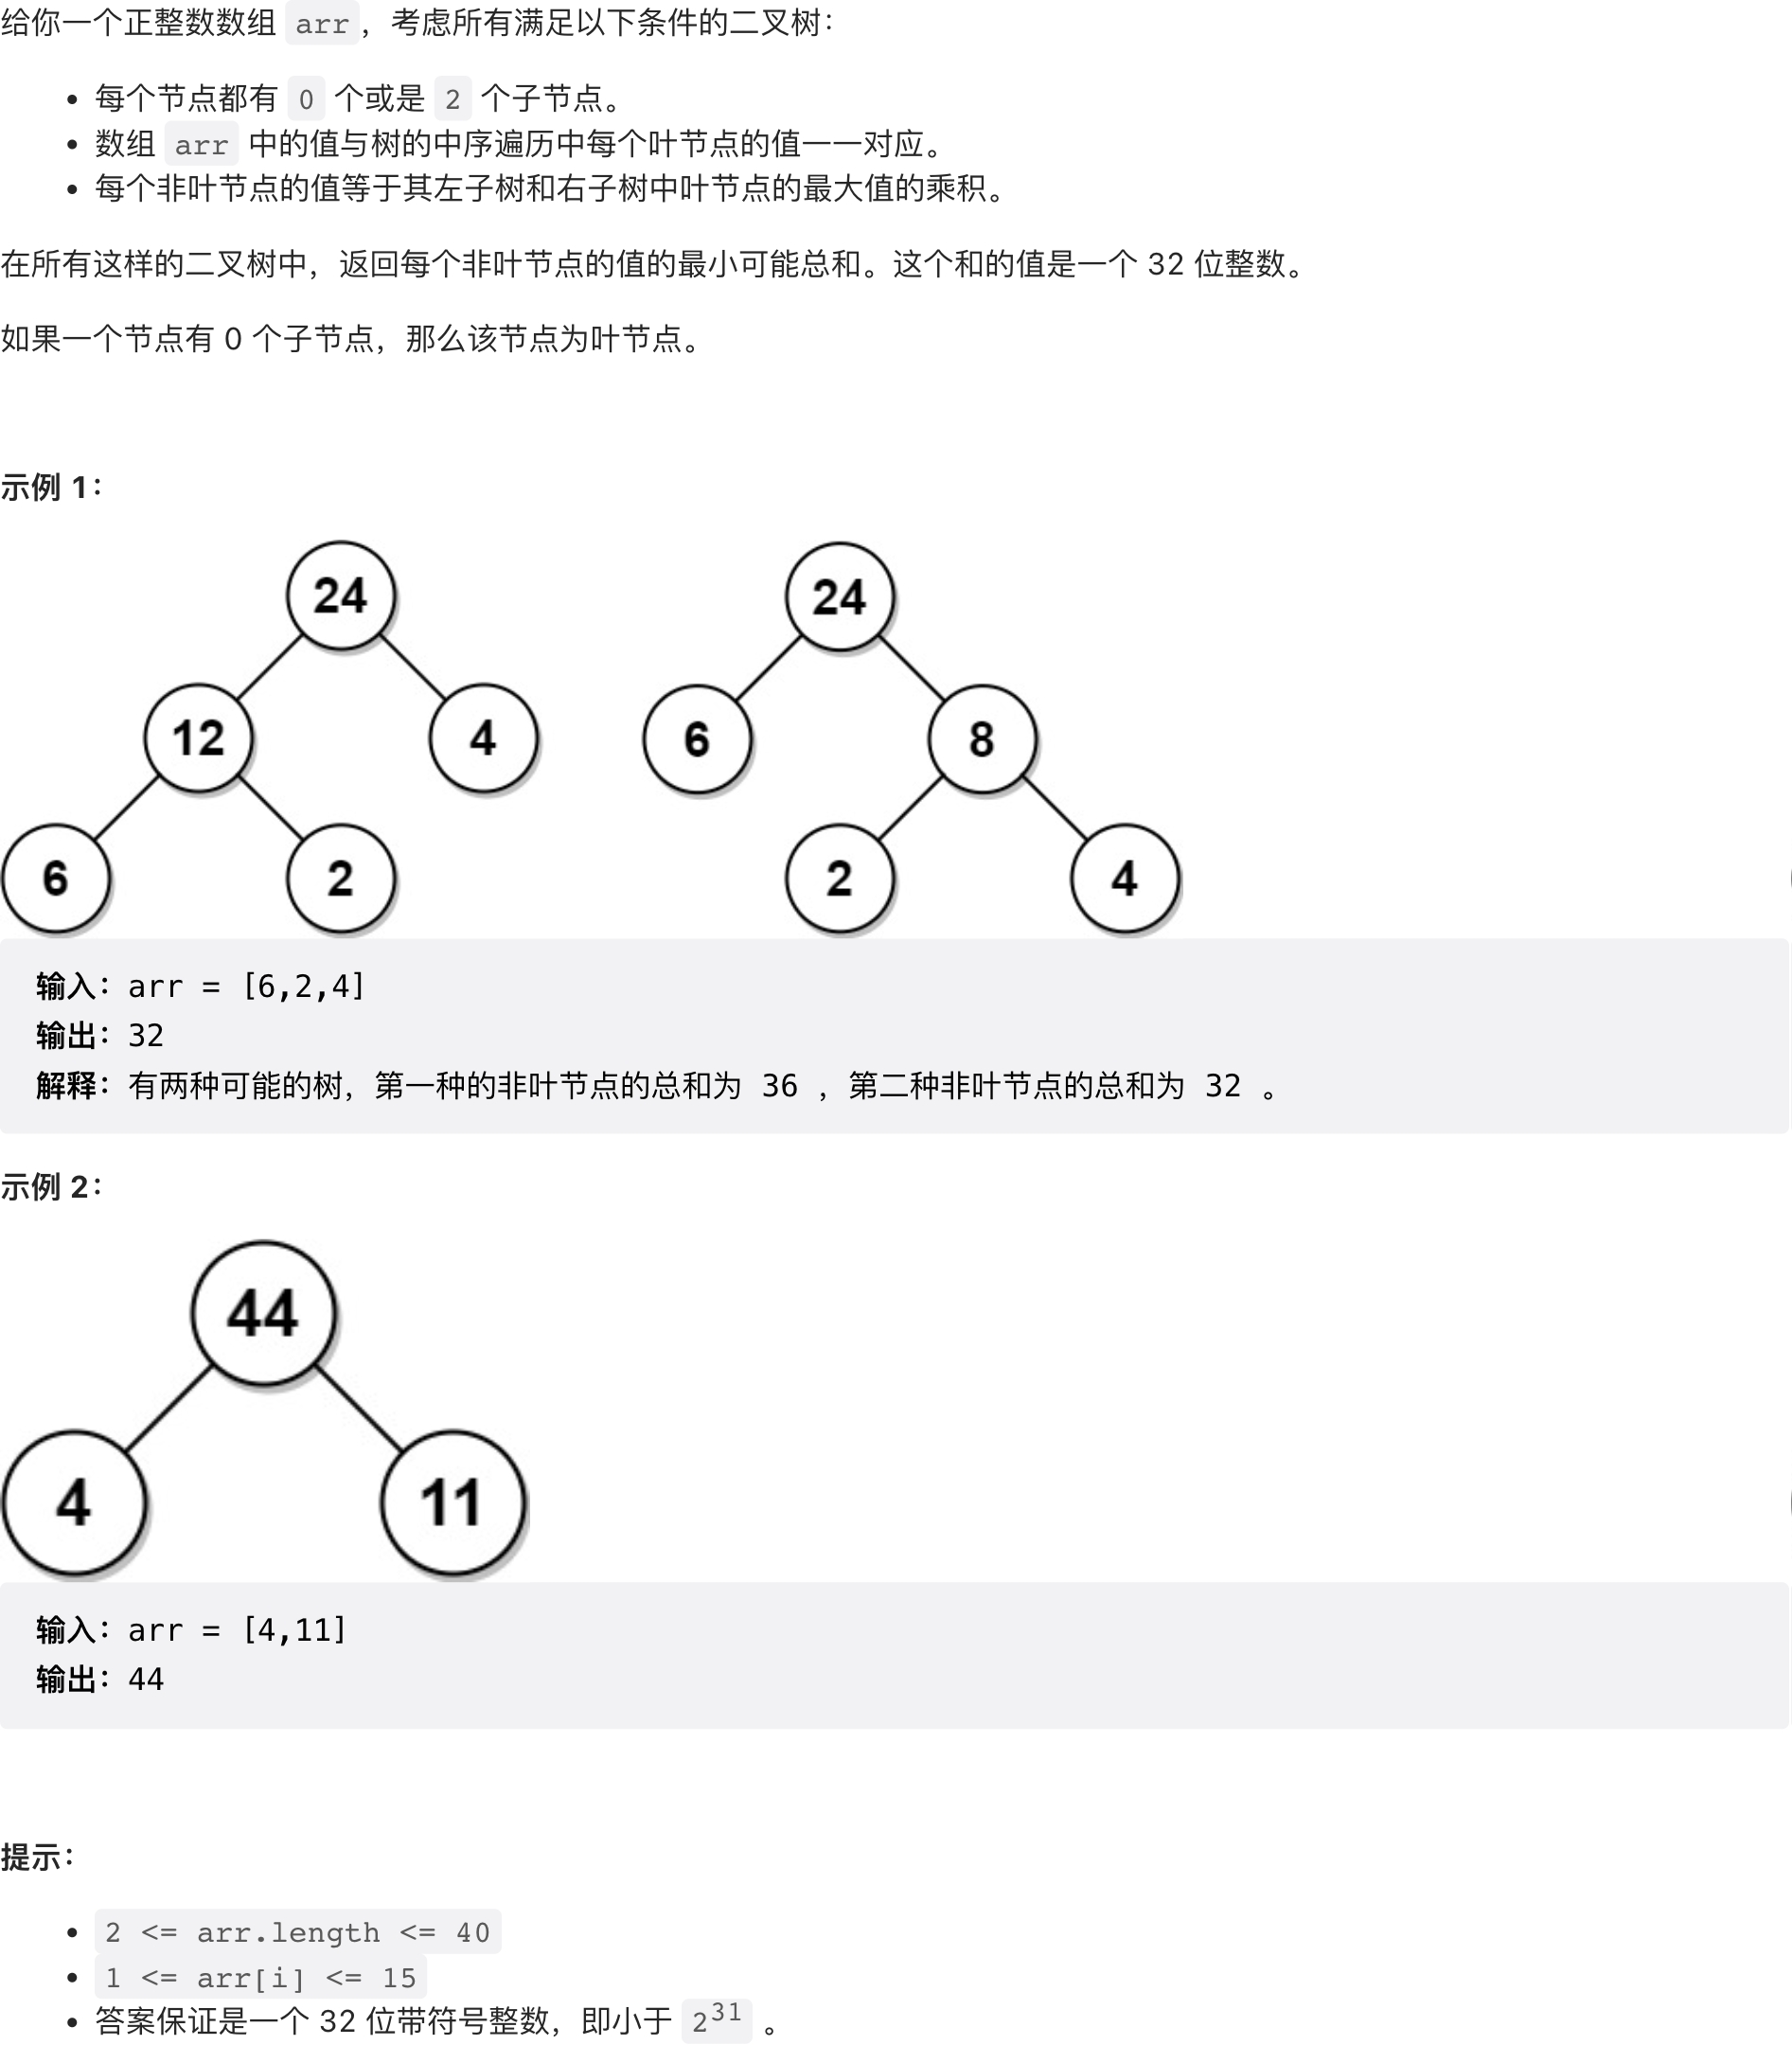 给你一个正整数数组 arr，考虑所有满足以下条件的二叉树：
• 每个节点都有 0 个或是 2 个子节点。
• 数组 arr 中的值与树的中序遍历中每个叶节点的值一一对应。
• 每个非叶节点的值等于其左子树和右子树中叶节点的最大值的乘积。
在所有这样的二叉树中，返回每个非叶节点的值的最小可能总和。这个和的值是一个 32 位整数。
如果一个节点有 0 个子节点，那么该节点为叶节点。
示例 1：
24 24
12 4 6 8
6 2 2 4
输入：arr = [6,2,4]
输出：32
解释：有两种可能的树，第一种的非叶节点的总和为 36 ，第二种非叶节点的总和为 32 。
示例 2：
44
4 11
输入：arr = [4,11]
输出：44
提示：
• 2 <= arr.length <= 40
• 1 <= arr[i] <= 15
• 答案保证是一个 32 位带符号整数，即小于 2^31 。